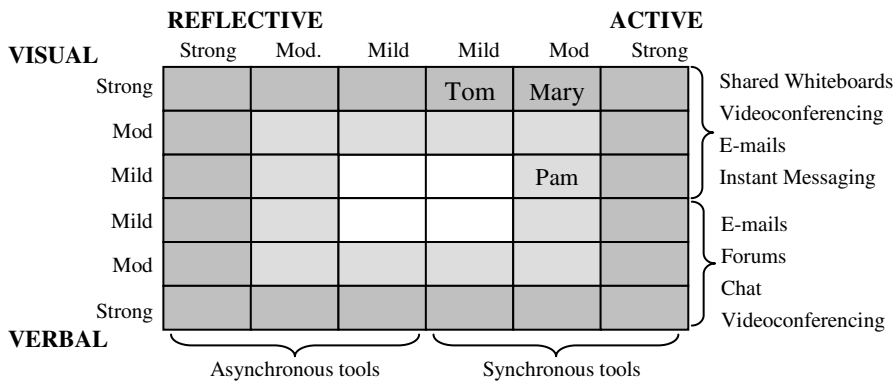 REFLECTIVE ACTIVE
Strong Mod. Mild Mild Mod Strong
VISUAL
Strong Tom Mary
Mod
Mild Pam
Mild
Mod
Strong
VERBAL
Shared Whiteboards
Videoconferencing
E-mails
Instant Messaging
E-mails
Forums
Chat
Videoconferencing
Asynchronous tools Synchronous tools